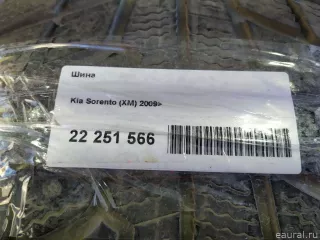 Шина
Kia Sorento (XM) 2009>
22 251 566
eaural.ru